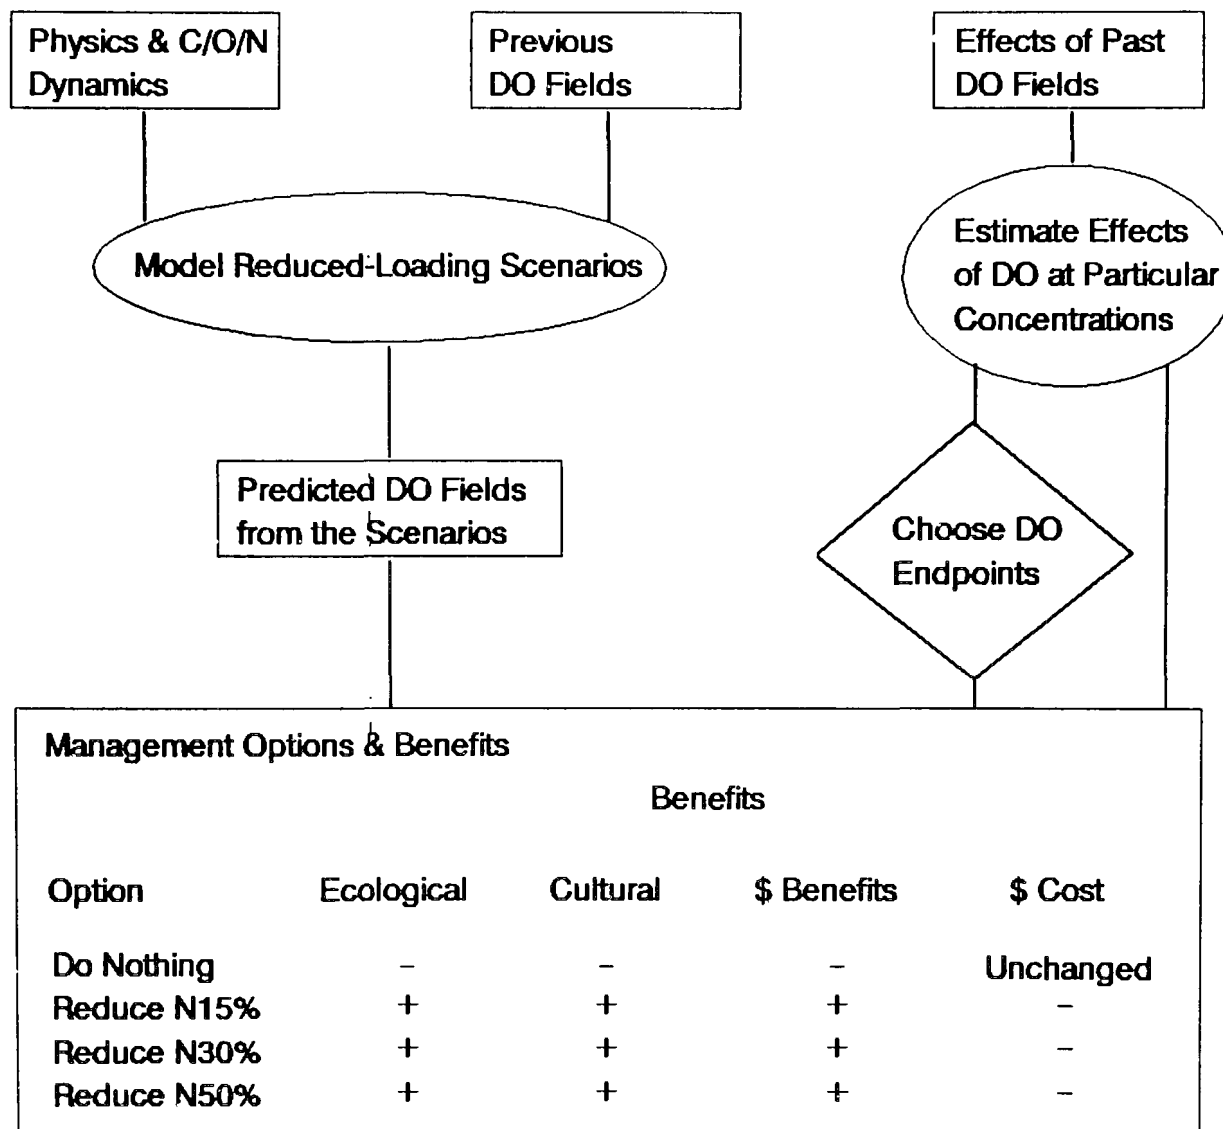 Physics & C/O/N
Dynamics
Previous
DO Fields
Effects of Past
DO Fields
Model Reduced-Loading Scenarios
Estimate Effects
of DO at Particular
Concentrations
Predicted DO Fields
from the Scenarios
Choose DO
Endpoints
Management Options & Benefits
Benefits
Option Ecological Cultural $ Benefits $ Cost
Do Nothing – – – Unchanged
Reduce N15% + + + –
Reduce N30% + + + –
Reduce N50% + + + –